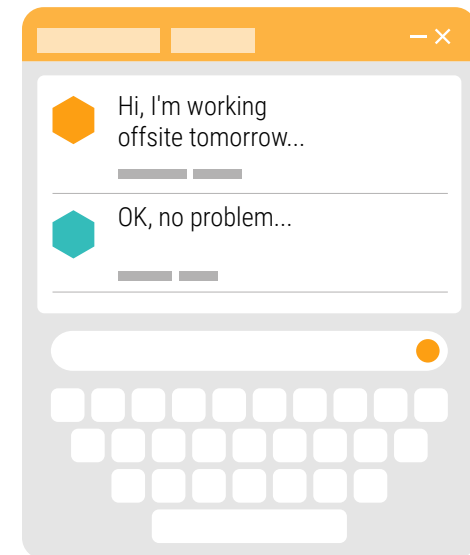 Hi, I'm working
offsite tomorrow...
OK, no problem...